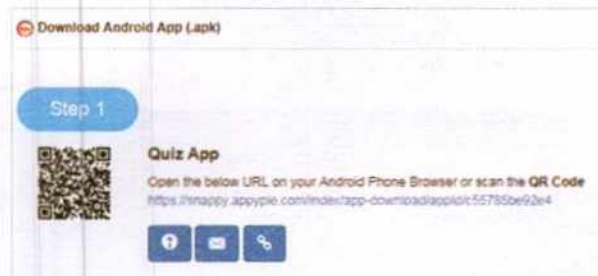 Download Android App (.apk)
Step 1
Quiz App
Open the below URL on your Android Phone Browser or scan the QR Code
https://snappy.appypie.com/index/app-download/appId/c55785be92e4